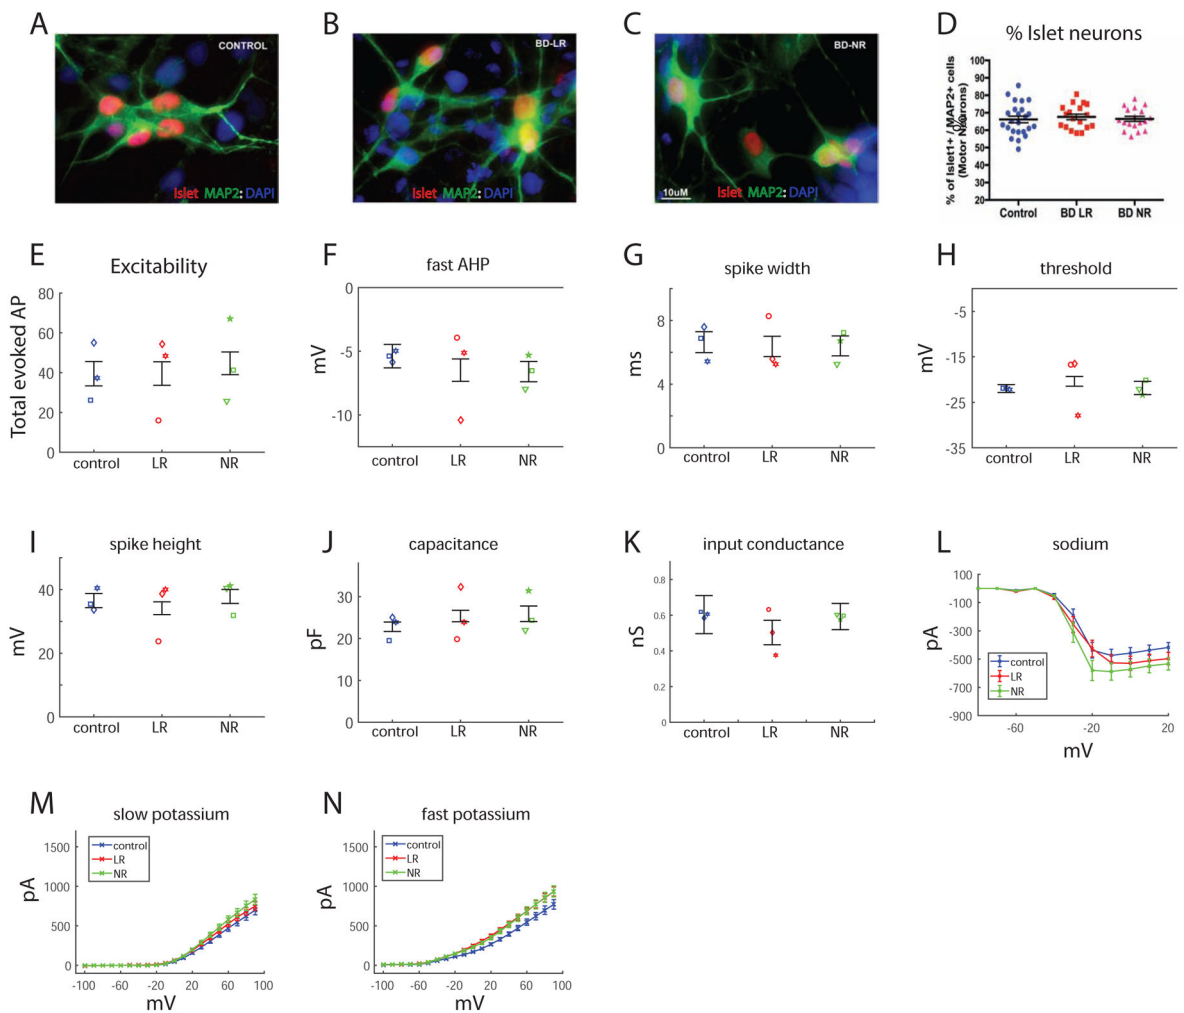 A
CONTROL
Islet MAP2:DAPI
B
BD-LR
Islet MAP2:DAPI
C
BD-NR
10uM
Islet MAP2:DAPI
D
% Islet neurons
% of Islet1+ / MAP2+ cells
(Motor Neurons)
100
90
80
70
60
50
40
30
20
Control
BD LR
BD NR
E
Excitability
Total evoked AP
80
60
40
20
0
control
LR
NR
F
fast AHP
mV
0
-5
-10
control
LR
NR
G
spike width
ms
8
4
0
control
LR
NR
H
threshold
mV
-5
-15
-25
-35
control
LR
NR
I
spike height
mV
40
20
0
control
LR
NR
J
capacitance
pF
30
20
10
0
control
LR
NR
K
input conductance
nS
0.8
0.6
0.4
0.2
0
control
LR
NR
L
sodium
pA
100
-100
-300
-500
-700
-900
control
LR
NR
-60
-20
20
mV
M
slow potassium
pA
1500
1000
500
0
control
LR
NR
-100
-60
-20
20
60
100
mV
N
fast potassium
pA
1500
1000
500
0
control
LR
NR
-100
-60
-20
20
60
100
mV